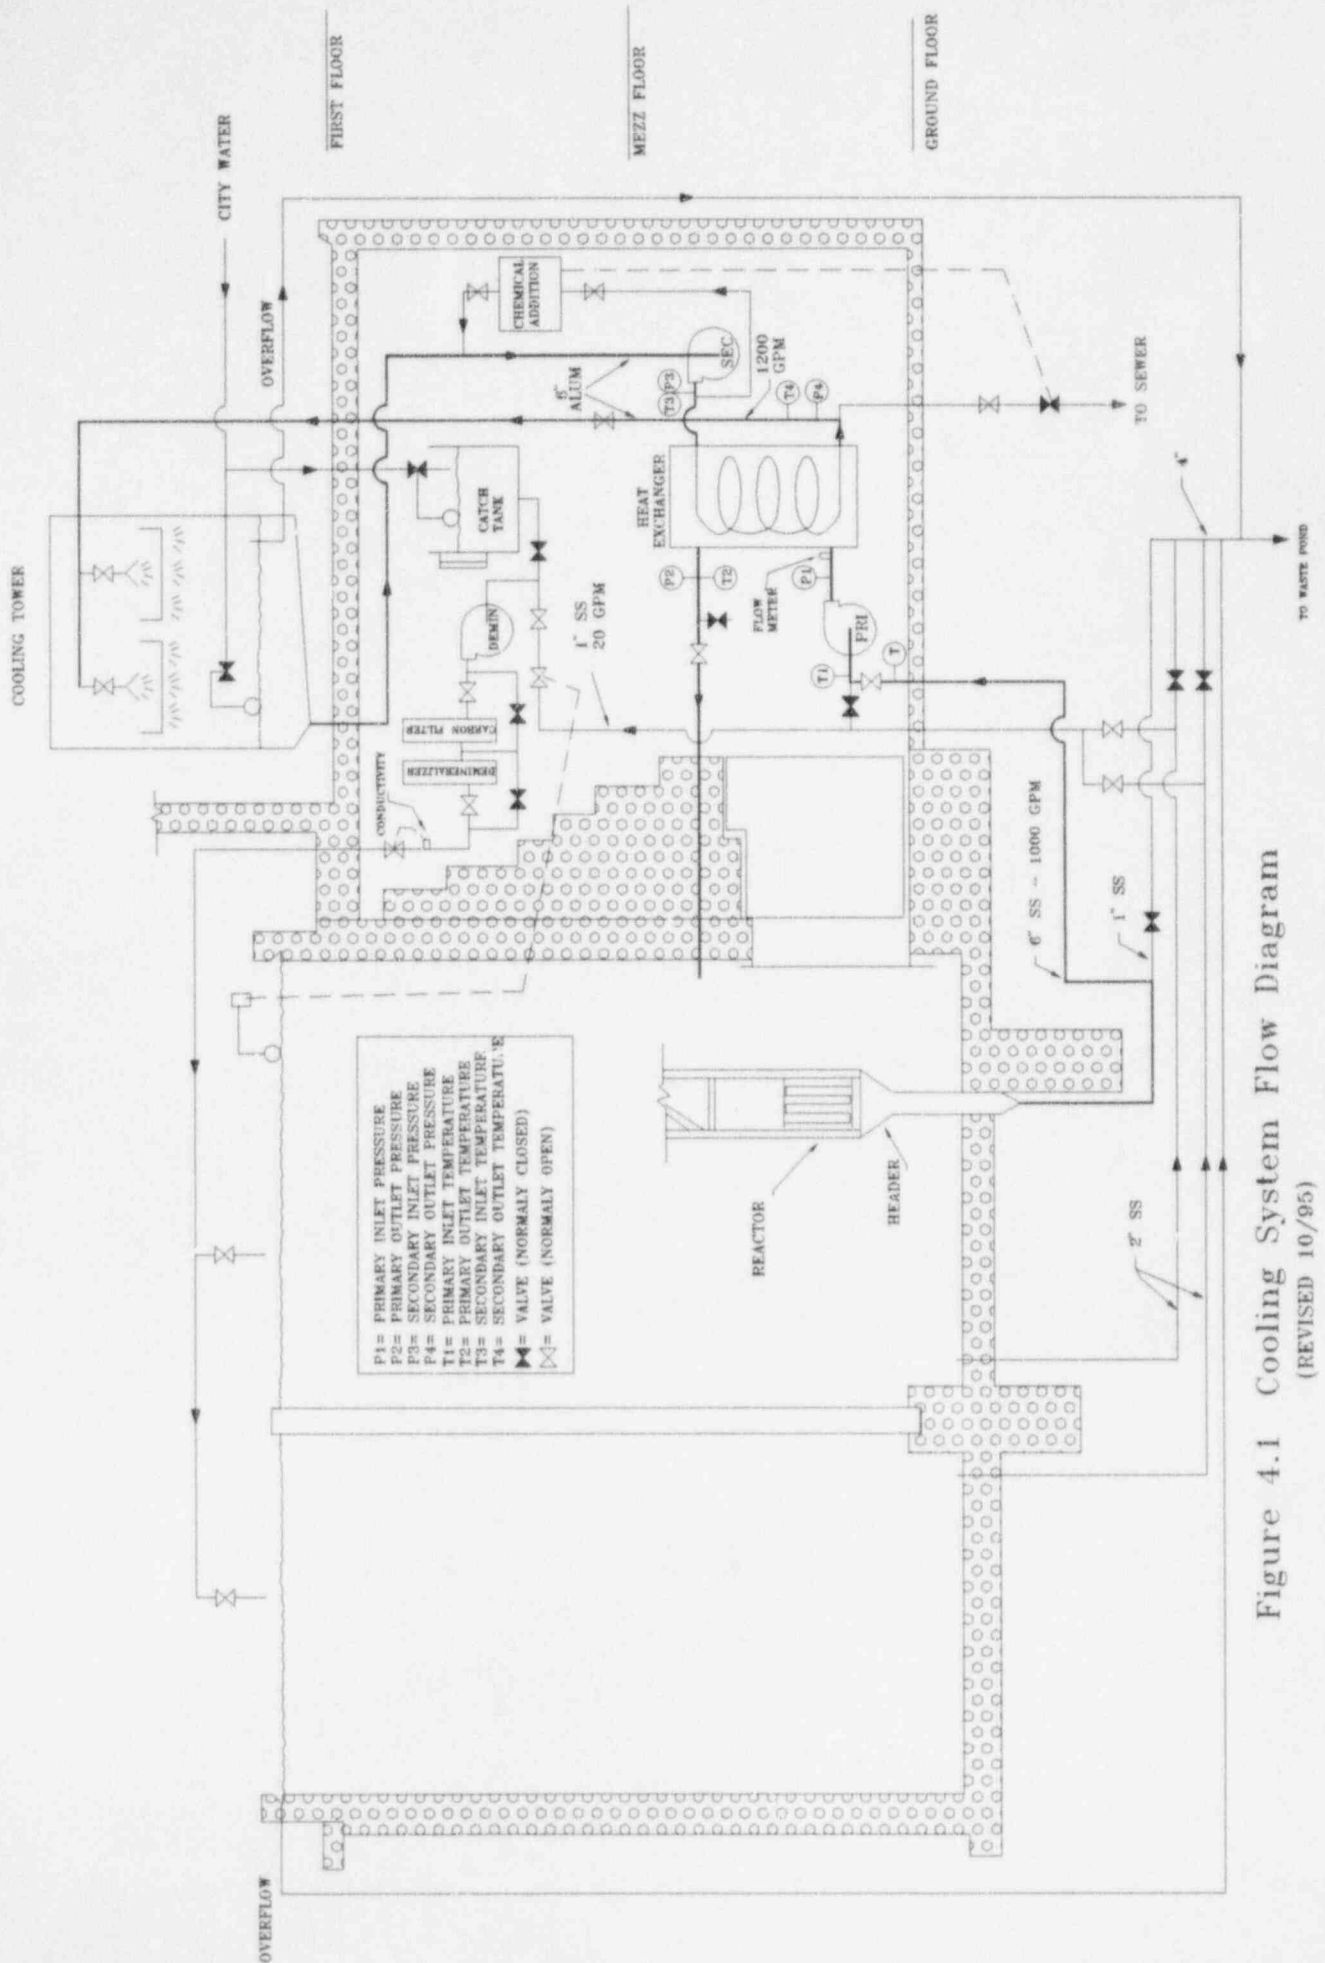 COOLING TOWER
CITY WATER
OVERFLOW
FIRST FLOOR
MEZZ FLOOR
GROUND FLOOR
CHEMICAL
ADDITION
6" ALUM
SEC
T3
P3
1200
GPM
T4
P4
CATCH
TANK
HEAT
EXCHANGER
P2
T2
FLOW
METER
P1
PRI
T1
T
DEMIN
CARBON FILTER
DEMINERALIZER
CONDUCTIVITY
1" SS
20 GPM
TO SEWER
4"
TO WASTE POND
6" SS - 1000 GPM
1" SS
2" SS
P1= PRIMARY INLET PRESSURE
P2= PRIMARY OUTLET PRESSURE
P3= SECONDARY INLET PRESSURE
P4= SECONDARY OUTLET PRESSURE
T1= PRIMARY INLET TEMPERATURE
T2= PRIMARY OUTLET TEMPERATURE
T3= SECONDARY INLET TEMPERATURE
T4= SECONDARY OUTLET TEMPERATURE
= VALVE (NORMALY CLOSED)
= VALVE (NORMALY OPEN)
REACTOR
HEADER
OVERFLOW
Figure 4.1 Cooling System Flow Diagram
(REVISED 10/95)